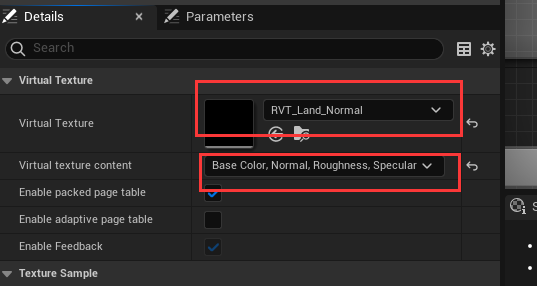 Details
Parameters
Search
Virtual Texture
Virtual Texture
RVT_Land_Normal
Virtual texture content
Base Color, Normal, Roughness, Specular
Enable packed page table
Enable adaptive page table
Enable Feedback
Texture Sample
S